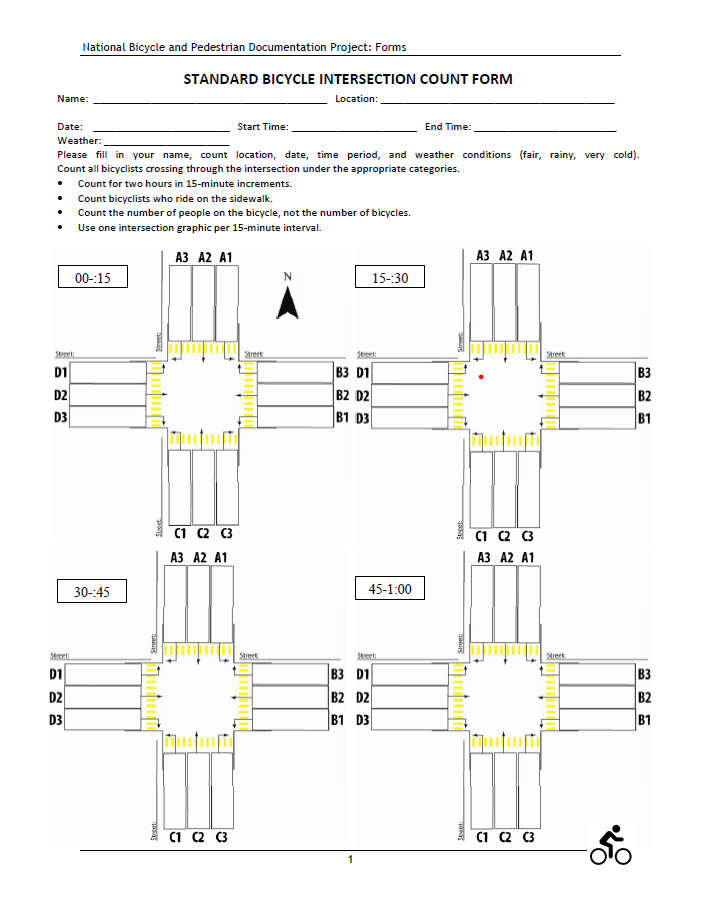 National Bicycle and Pedestrian Documentation Project: Forms
STANDARD BICYCLE INTERSECTION COUNT FORM
Name: Location:
Date: Start Time: End Time:
Weather:
Please fill in your name, count location, date, time period, and weather conditions (fair, rainy, very cold).
Count all bicyclists crossing through the intersection under the appropriate categories.
• Count for two hours in 15-minute increments.
• Count bicyclists who ride on the sidewalk.
• Count the number of people on the bicycle, not the number of bicycles.
• Use one intersection graphic per 15-minute interval.
00-:15
A3 A2 A1
N
Street:
Street:
Street:
D1
D2
D3
B3
B2
B1
Street:
C1 C2 C3
15-:30
A3 A2 A1
Street:
Street:
Street:
D1
D2
D3
B3
B2
B1
Street:
C1 C2 C3
30-:45
A3 A2 A1
Street:
Street:
Street:
D1
D2
D3
B3
B2
B1
Street:
C1 C2 C3
45-1:00
A3 A2 A1
Street:
Street:
Street:
D1
D2
D3
B3
B2
B1
Street:
C1 C2 C3
1